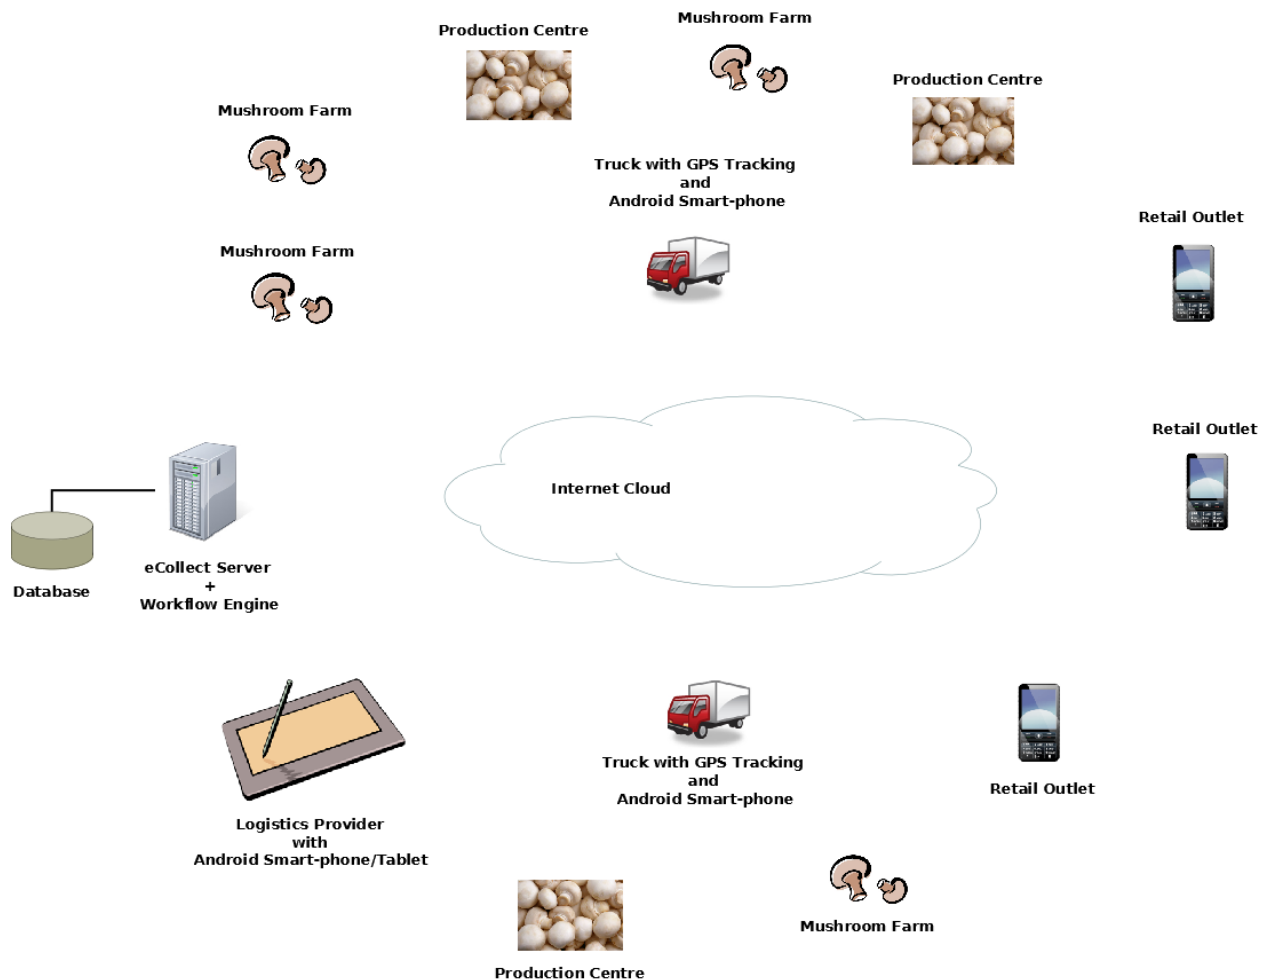 Mushroom Farm
Production Centre
Production Centre
Mushroom Farm
Truck with GPS Tracking
and
Android Smart-phone
Retail Outlet
Mushroom Farm
Retail Outlet
Internet Cloud
eCollect Server
+
Workflow Engine
Database
Truck with GPS Tracking
and
Android Smart-phone
Retail Outlet
Logistics Provider
with
Android Smart-phone/Tablet
Mushroom Farm
Production Centre